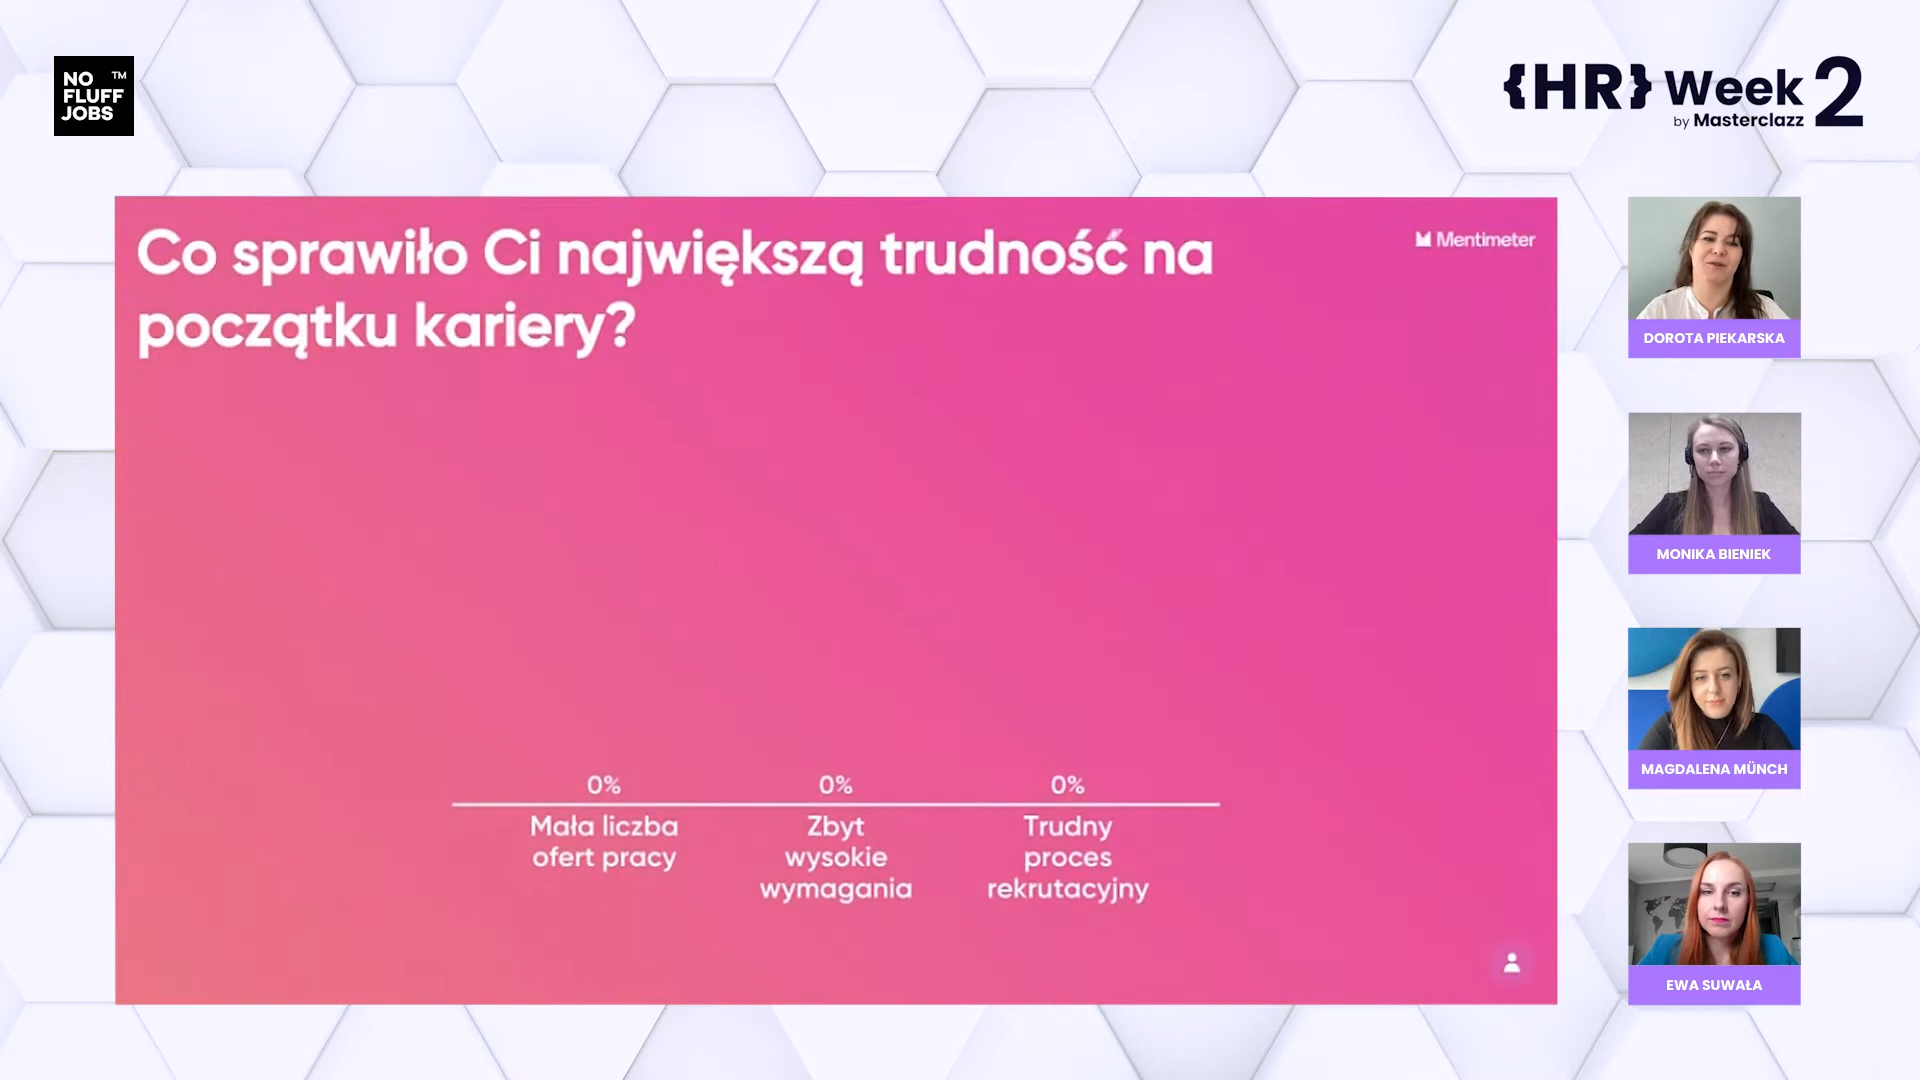 NO
FLUFF
JOBS
TM
{HR} Week 2
by Masterclazz
Co sprawiło Ci największą trudność na
początku kariery?
Mentimeter
0%
0%
0%
Mała liczba
ofert pracy
Zbyt
wysokie
wymagania
Trudny
proces
rekrutacyjny
DOROTA PIEKARSKA
MONIKA BIENIEK
MAGDALENA MÜNCH
EWA SUWAŁA